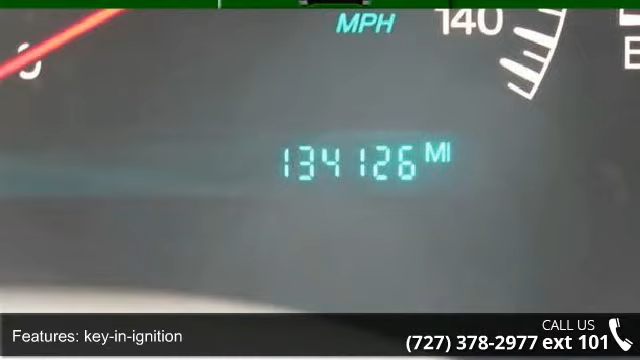 MPH
140
134126 MI
Features: key-in-ignition
CALL US
(727) 378-2977 ext 101